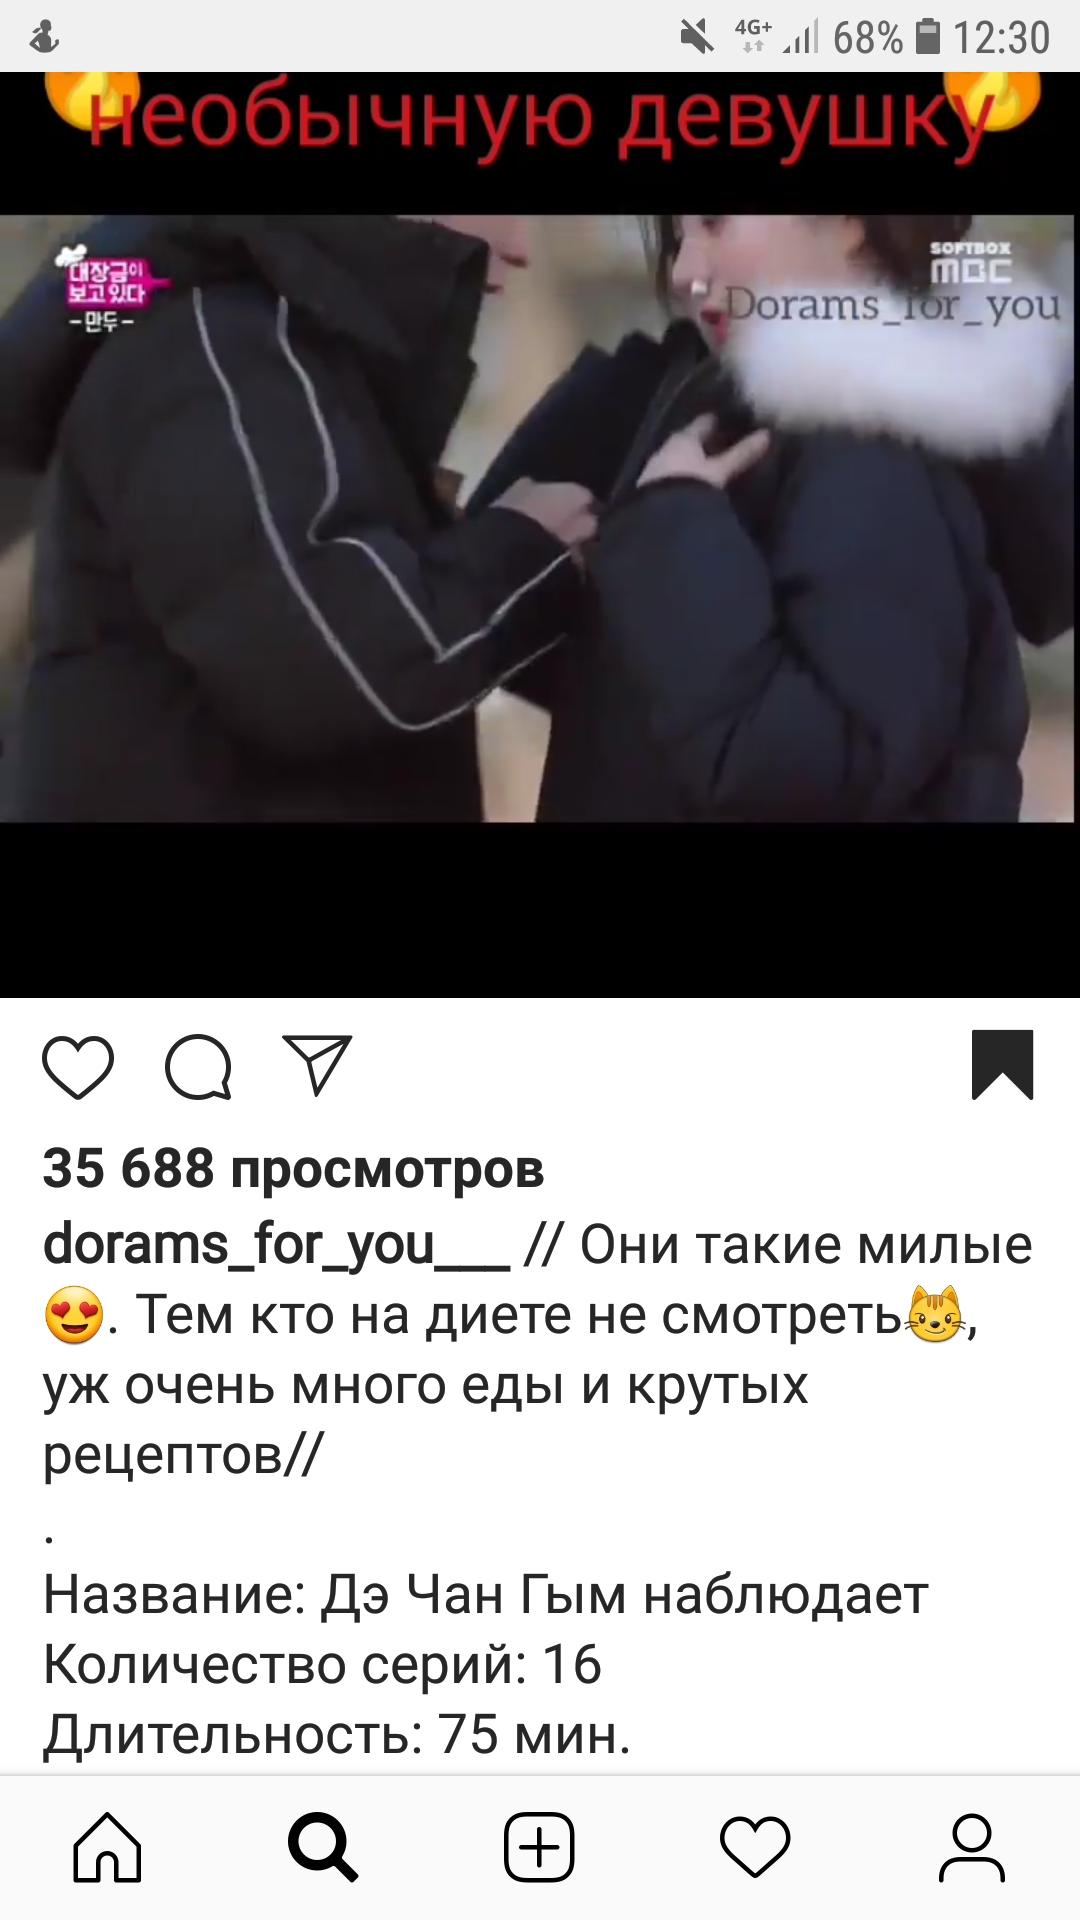 4G+ 68% 12:30
необычную девушку
대장금이
보고 있다
-만두-
SOFTBOX
MBC
Dorams_for_you
35 688 просмотров
dorams_for_you___ // Они такие милые
😍. Тем кто на диете не смотреть😼,
уж очень много еды и крутых
рецептов//
.
Название: Дэ Чан Гым наблюдает
Количество серий: 16
Длительность: 75 мин.